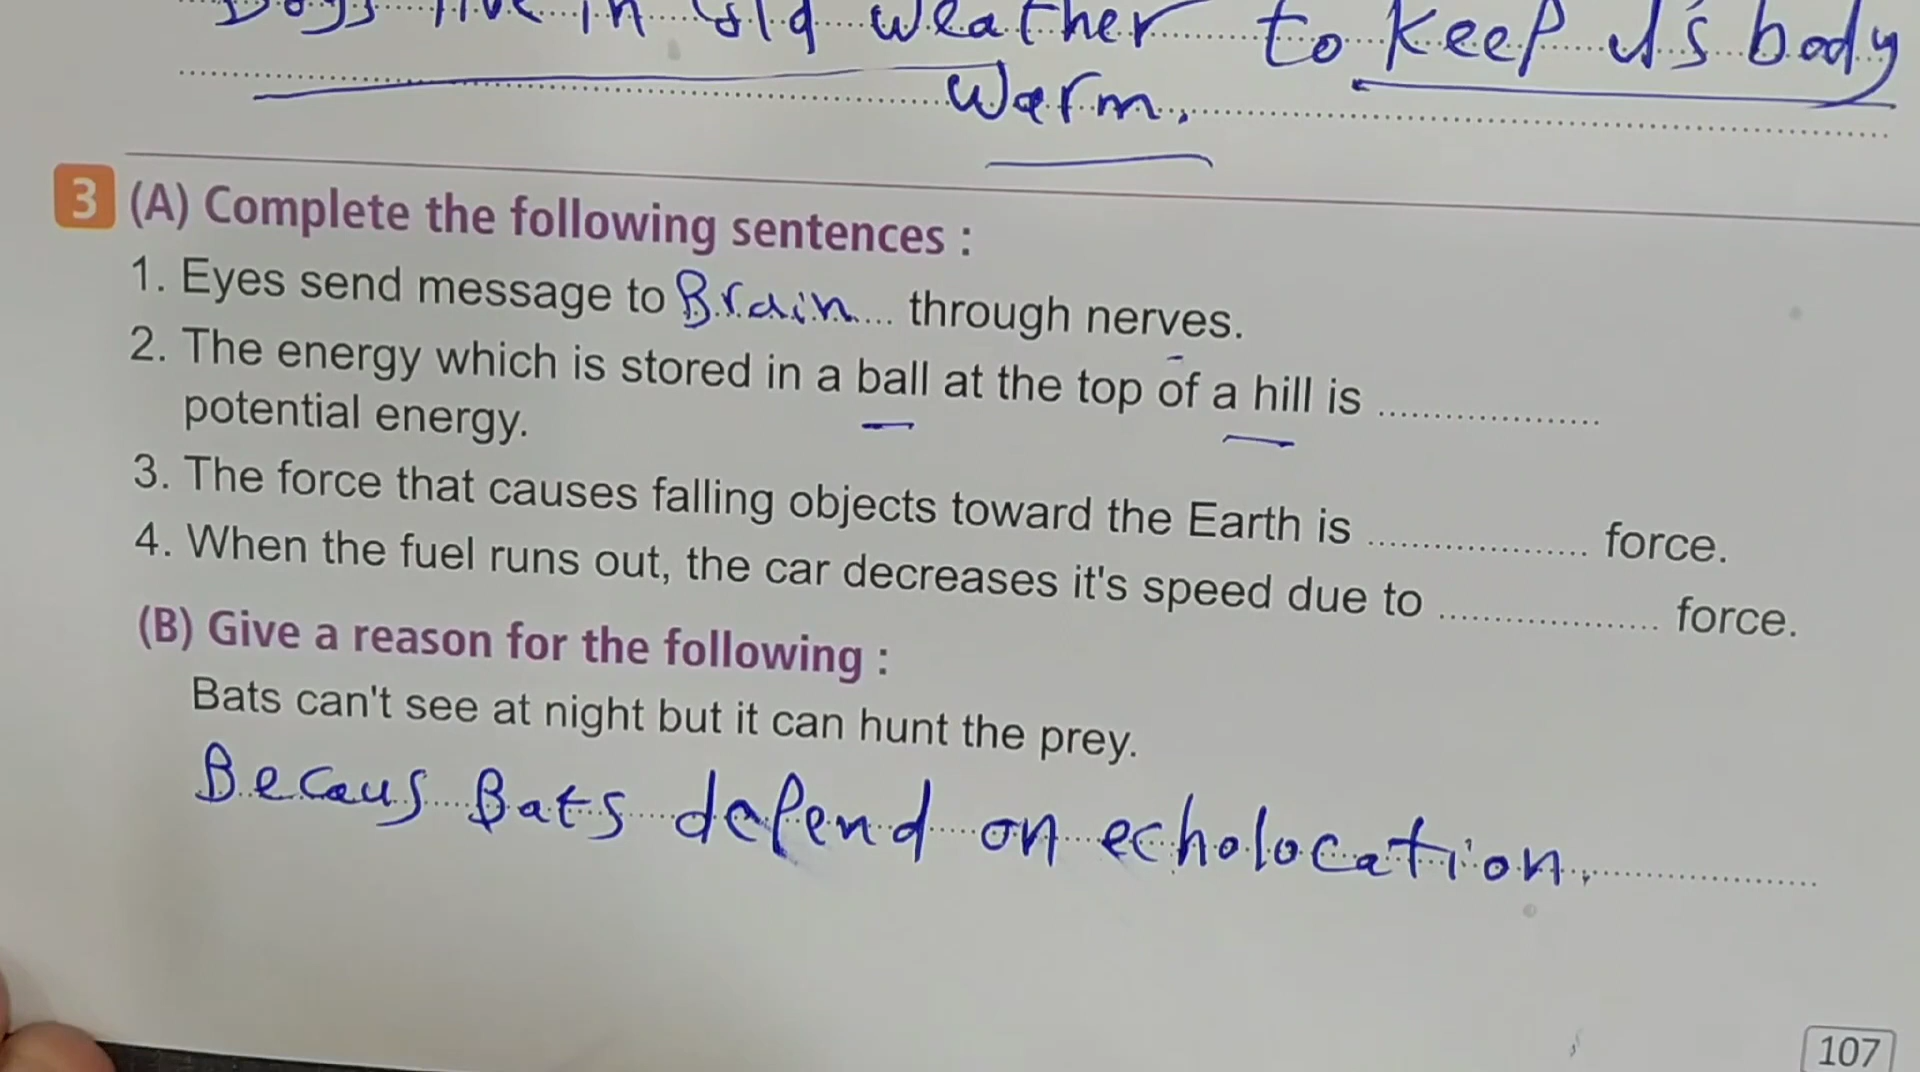 Dogs live in cold weather to keep it's body
warm.
3 (A) Complete the following sentences :
1. Eyes send message to Brain... through nerves.
2. The energy which is stored in a ball at the top of a hill is ....................
potential energy.
3. The force that causes falling objects toward the Earth is .................... force.
4. When the fuel runs out, the car decreases it's speed due to .................... force.
(B) Give a reason for the following :
Bats can't see at night but it can hunt the prey.
Becaus Bats depend on echolocation.
107